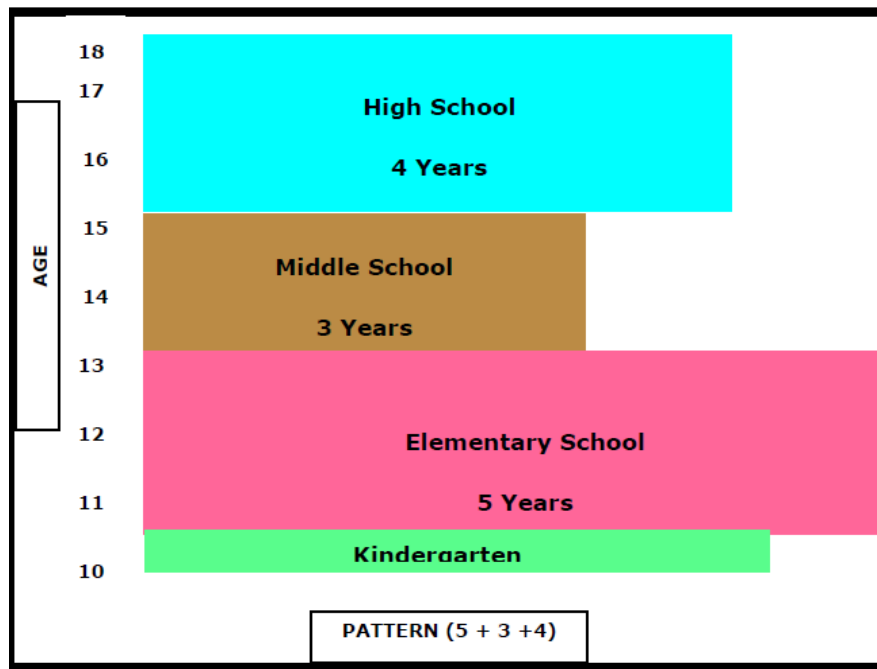 18
17
High School
16
4 Years
15
AGE
Middle School
14
3 Years
13
12
Elementary School
11
5 Years
Kindergarten
10
PATTERN (5 + 3 +4)